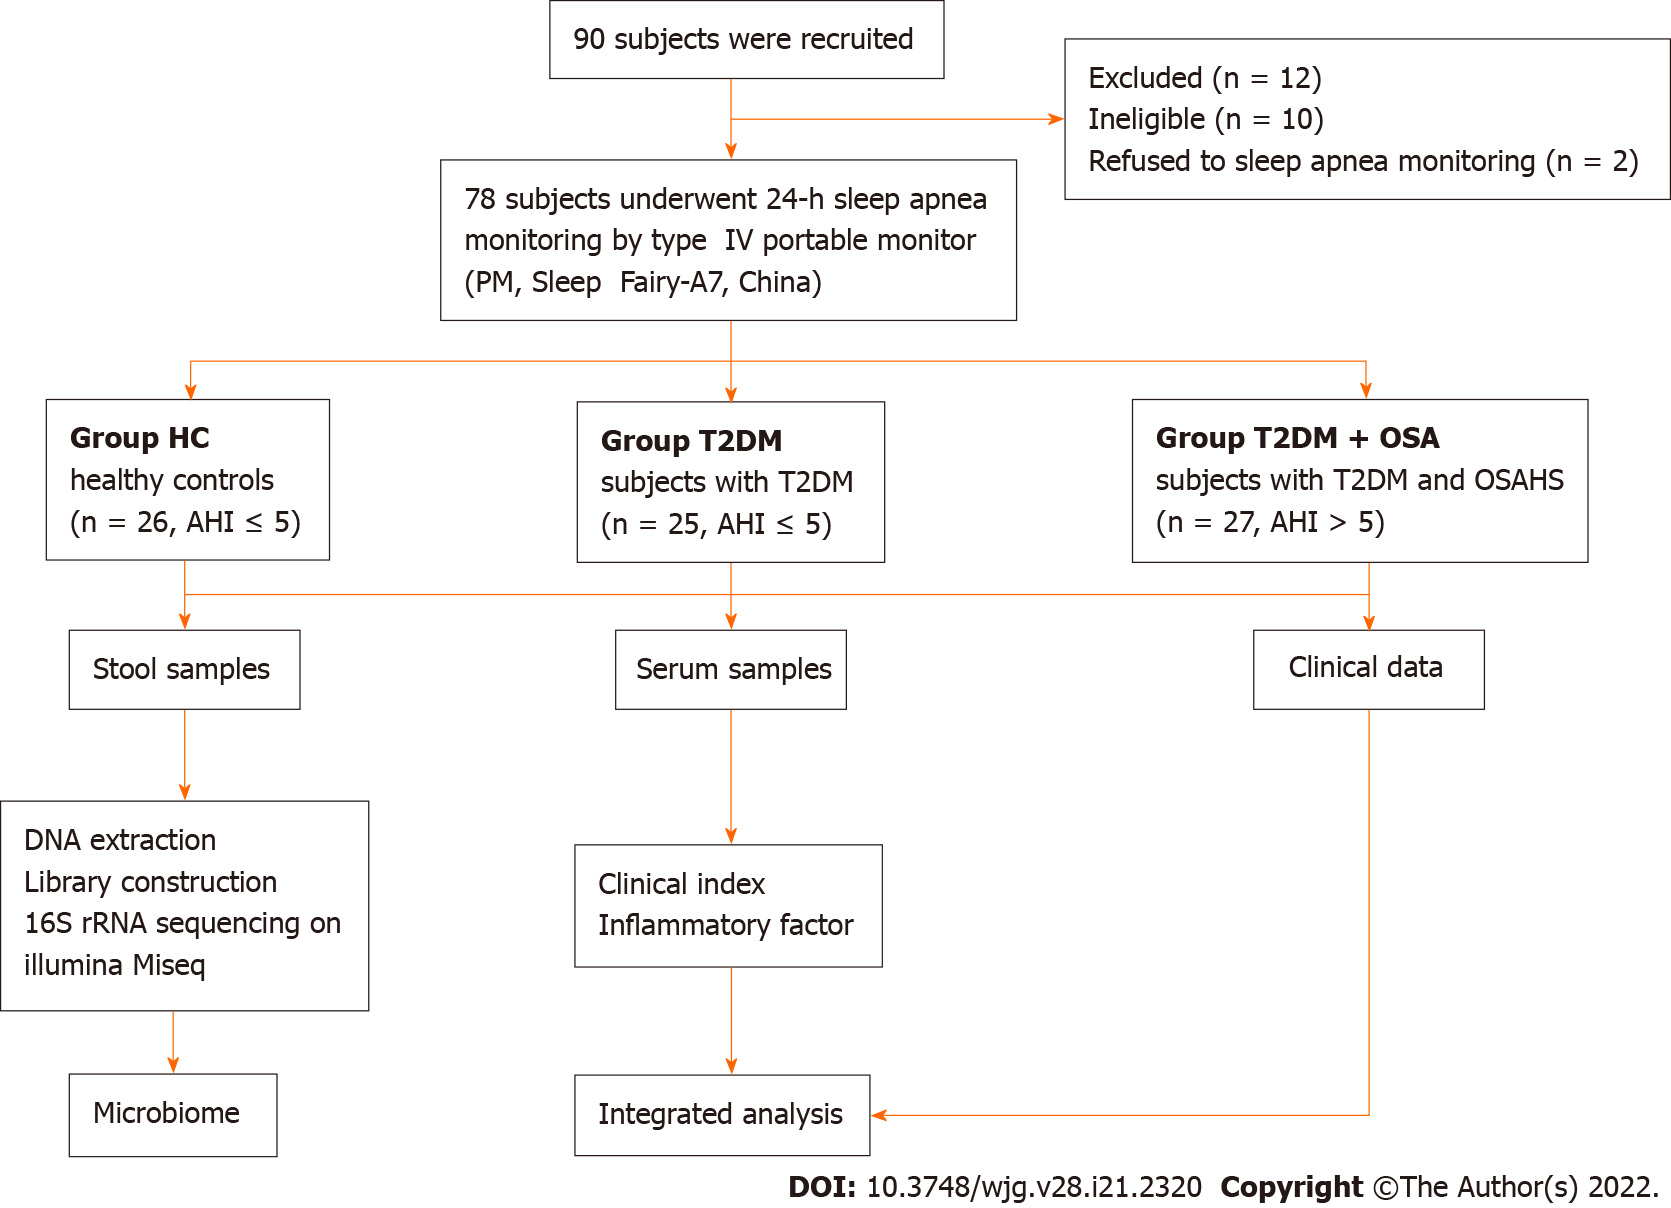 90 subjects were recruited
Excluded (n = 12)
Ineligible (n = 10)
Refused to sleep apnea monitoring (n = 2)
78 subjects underwent 24-h sleep apnea
monitoring by type IV portable monitor
(PM, Sleep Fairy-A7, China)
Group HC
healthy controls
(n = 26, AHI ≤ 5)
Group T2DM
subjects with T2DM
(n = 25, AHI ≤ 5)
Group T2DM + OSA
subjects with T2DM and OSAHS
(n = 27, AHI > 5)
Stool samples
Serum samples
Clinical data
DNA extraction
Library construction
16S rRNA sequencing on
illumina Miseq
Clinical index
Inflammatory factor
Microbiome
Integrated analysis
DOI: 10.3748/wjg.v28.i21.2320 Copyright ©The Author(s) 2022.